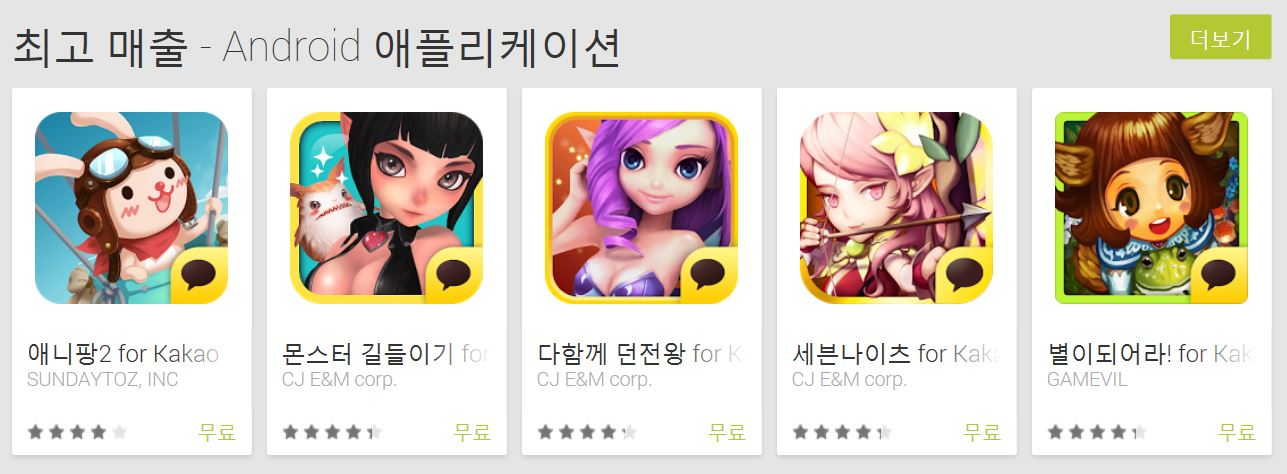 최고 매출 - Android 애플리케이션
더보기
애니팡2 for Kakao
SUNDAYTOZ, INC
무료
몬스터 길들이기 for
CJ E&M corp.
무료
다함께 던전왕 for K
CJ E&M corp.
무료
세븐나이츠 for Kaka
CJ E&M corp.
무료
별이되어라! for Kak
GAMEVIL
무료